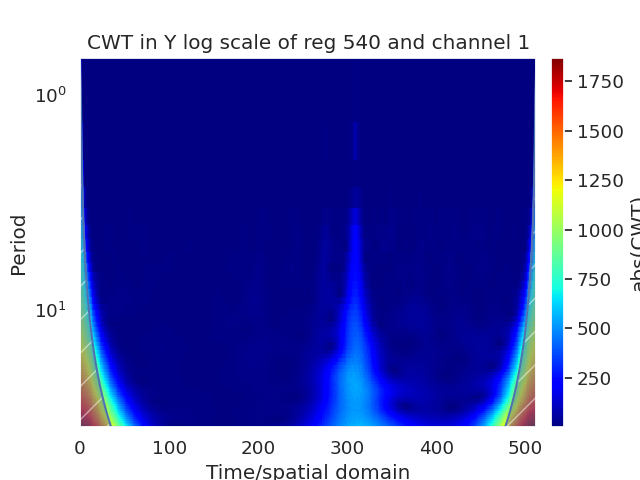 CWT in Y log scale of reg 540 and channel 1
10⁰
10¹
Period
0 100 200 300 400 500
Time/spatial domain
1750
1500
1250
1000
750
500
250
abs(CWT)